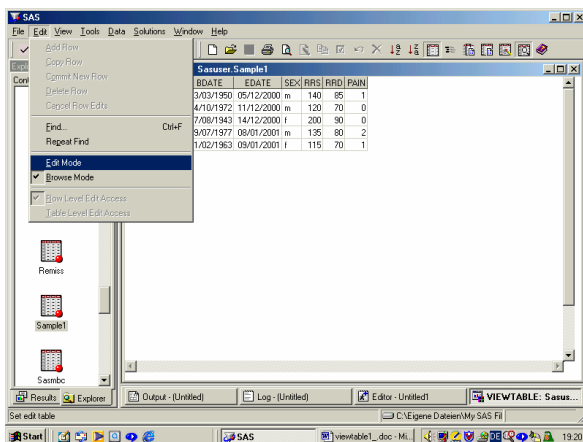 SAS
File Edit View Tools Data Solutions Window Help
Add Row
Copy Row
Commit New Row
Delete Row
Cancel Row Edits
Find... Ctrl+F
Repeat Find
Edit Mode
Browse Mode
Row Level Edit Access
Table Level Edit Access
Sasuser.Sample1
BDATE EDATE SEX RRS RRD PAIN
3/03/1950 05/12/2000 m 140 85 1
4/10/1972 11/12/2000 m 120 70 0
7/08/1943 14/12/2000 f 200 90 0
9/07/1977 08/01/2001 m 135 80 2
1/02/1963 09/01/2001 f 115 70 1
Remiss
Sample1
Sasmbc
Results Explorer
Output - (Untitled) Log - (Untitled) Editor - Untitled1 VIEWTABLE: Sasus...
Set edit table C:\Eigene Dateien\My SAS Fil
Start SAS viewtable1_.doc - Mi... DE 19:20